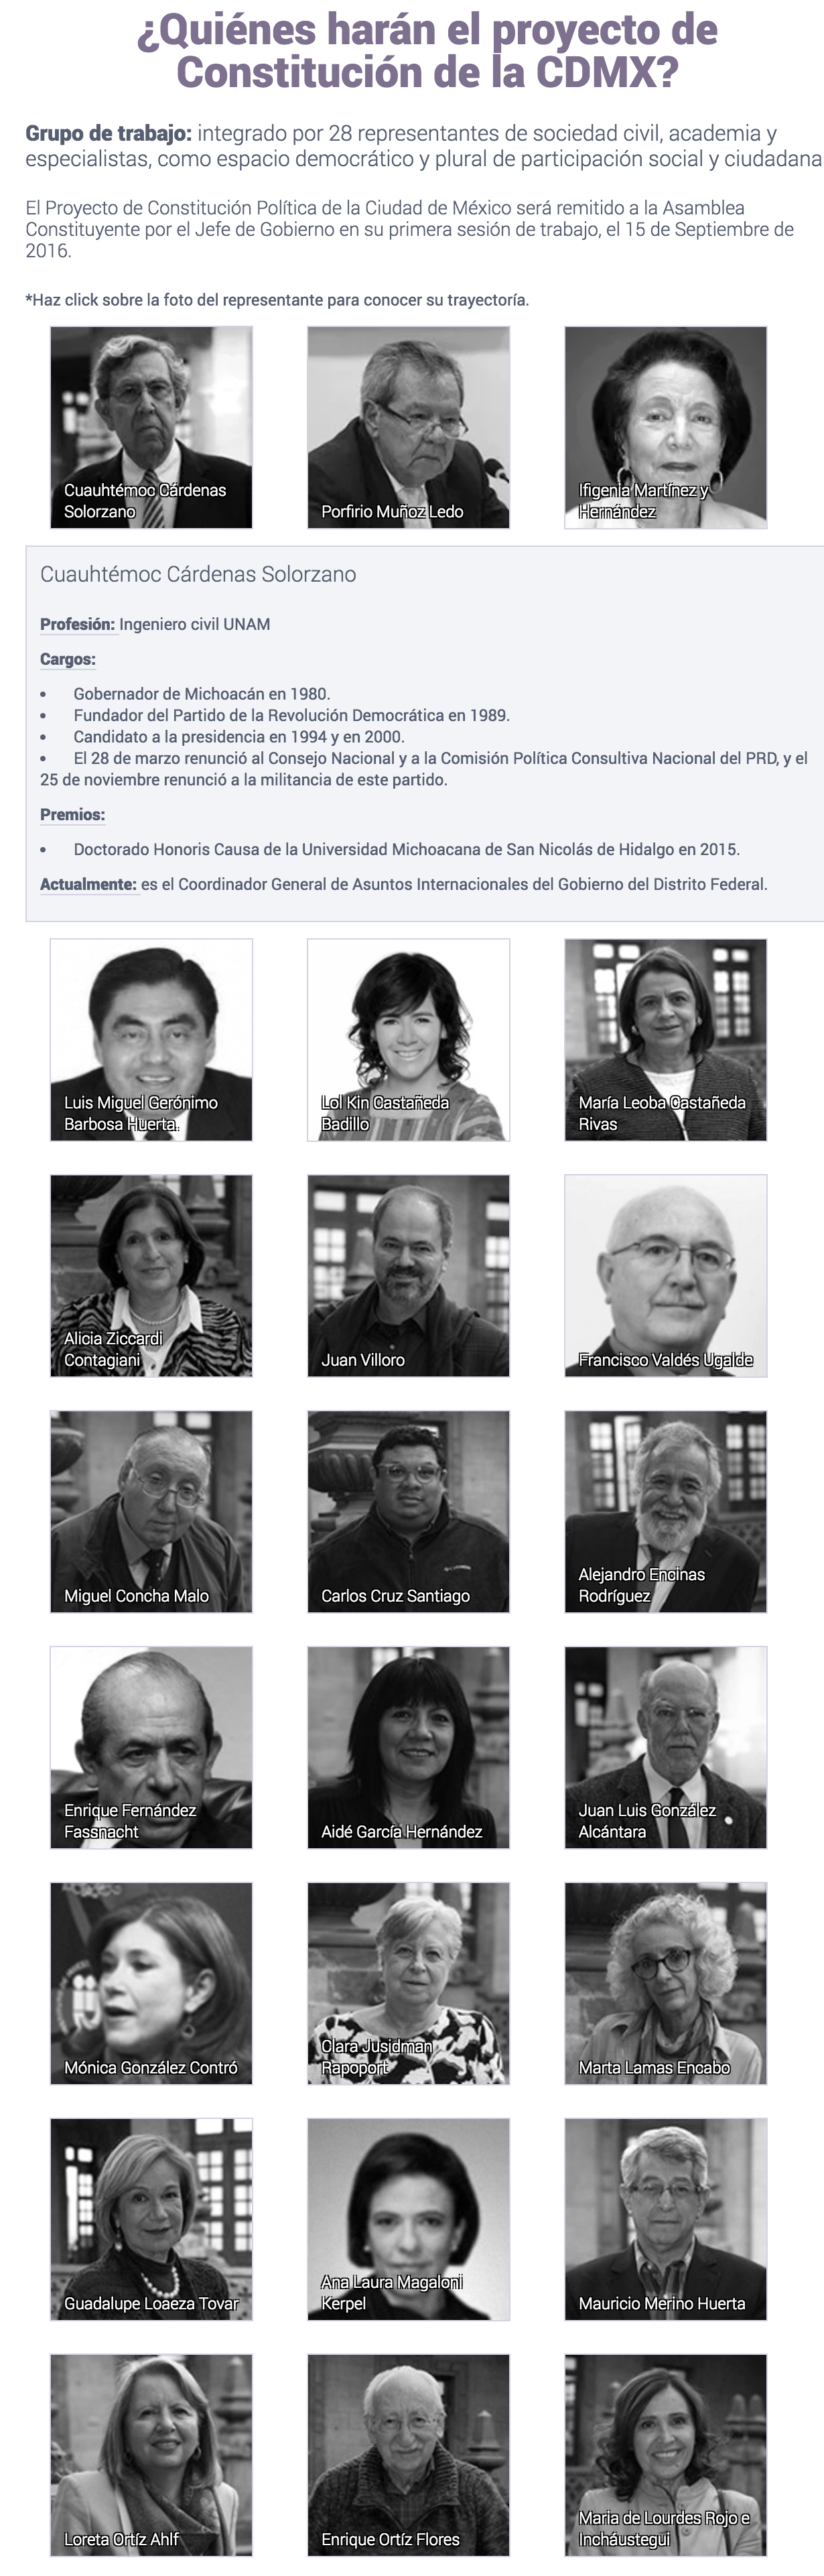 ¿Quiénes harán el proyecto de
Constitución de la CDMX?
Grupo de trabajo: integrado por 28 representantes de sociedad civil, academia y
especialistas, como espacio democrático y plural de participación social y ciudadana
El Proyecto de Constitución Política de la Ciudad de México será remitido a la Asamblea
Constituyente por el Jefe de Gobierno en su primera sesión de trabajo, el 15 de Septiembre de
2016.
*Haz click sobre la foto del representante para conocer su trayectoría.
Cuauhtémoc Cárdenas
Solorzano
Porfirio Muñoz Ledo
Ifigenia Martínez y
Hernández
Cuauhtémoc Cárdenas Solorzano
Profesión: Ingeniero civil UNAM
Cargos:
• Gobernador de Michoacán en 1980.
• Fundador del Partido de la Revolución Democrática en 1989.
• Candidato a la presidencia en 1994 y en 2000.
• El 28 de marzo renunció al Consejo Nacional y a la Comisión Política Consultiva Nacional del PRD, y el
25 de noviembre renunció a la militancia de este partido.
Premios:
• Doctorado Honoris Causa de la Universidad Michoacana de San Nicolás de Hidalgo en 2015.
Actualmente: es el Coordinador General de Asuntos Internacionales del Gobierno del Distrito Federal.
Luis Miguel Gerónimo
Barbosa Huerta.
Lol Kin Castañeda
Badillo
María Leoba Castañeda
Rivas
Alicia Ziccardi
Contagiani
Juan Villoro
Francisco Valdés Ugalde
Miguel Concha Malo
Carlos Cruz Santiago
Alejandro Encinas
Rodríguez
Enrique Fernández
Fassnacht
Aidé García Hernández
Juan Luis González
Alcántara
Mónica González Contró
Clara Jusidman
Rapoport
Marta Lamas Encabo
Guadalupe Loaeza Tovar
Ana Laura Magaloni
Kerpel
Mauricio Merino Huerta
Loreta Ortíz Ahlf
Enrique Ortíz Flores
Maria de Lourdes Rojo e
Incháustegui